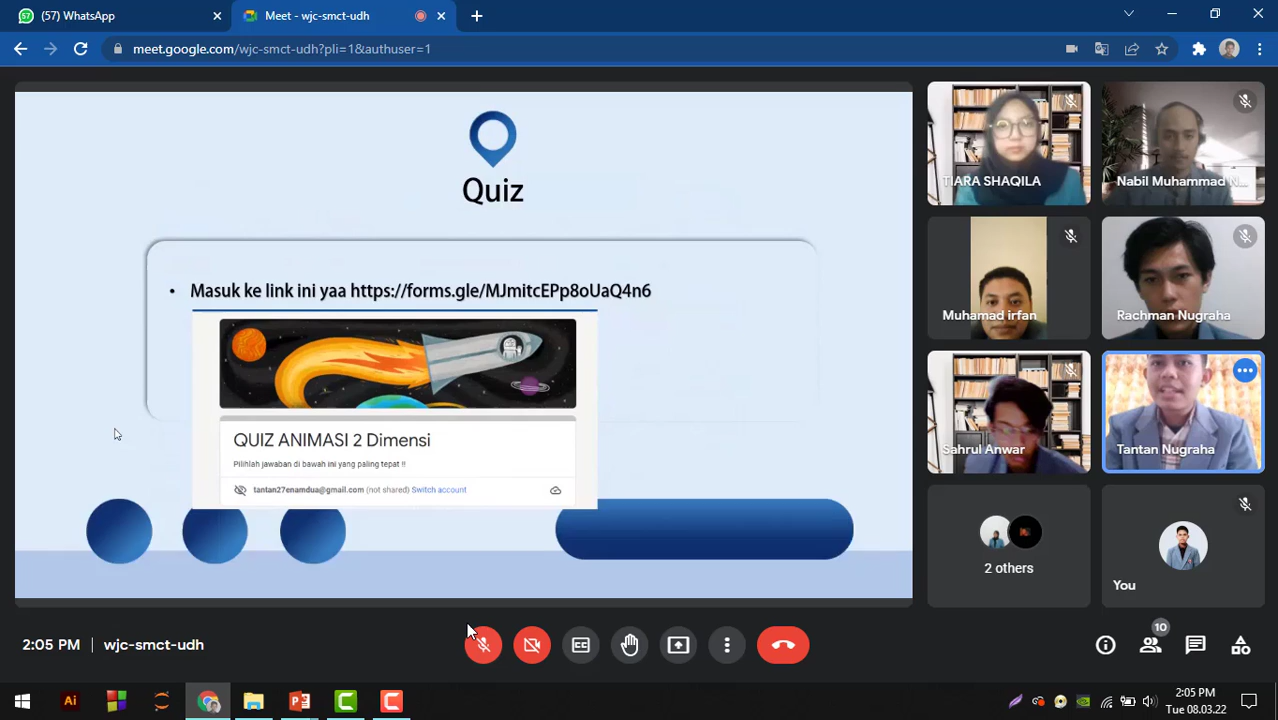 (57) WhatsApp
Meet - wjc-smct-udh
meet.google.com/wjc-smct-udh?pli=1&authuser=1
Quiz
• Masuk ke link ini yaa https://forms.gle/MJmitcEPp8oUaQ4n6
QUIZ ANIMASI 2 Dimensi
Pilihlah jawaban di bawah ini yang paling tepat !!
tantan27enamdua@gmail.com (not shared) Switch account
TIARA SHAQILA
Nabil Muhammad N...
Muhamad irfan
Rachman Nugraha
Sahrul Anwar
Tantan Nugraha
2 others
You
2:05 PM | wjc-smct-udh
CC
10
Ai
2:05 PM
Tue 08.03.22